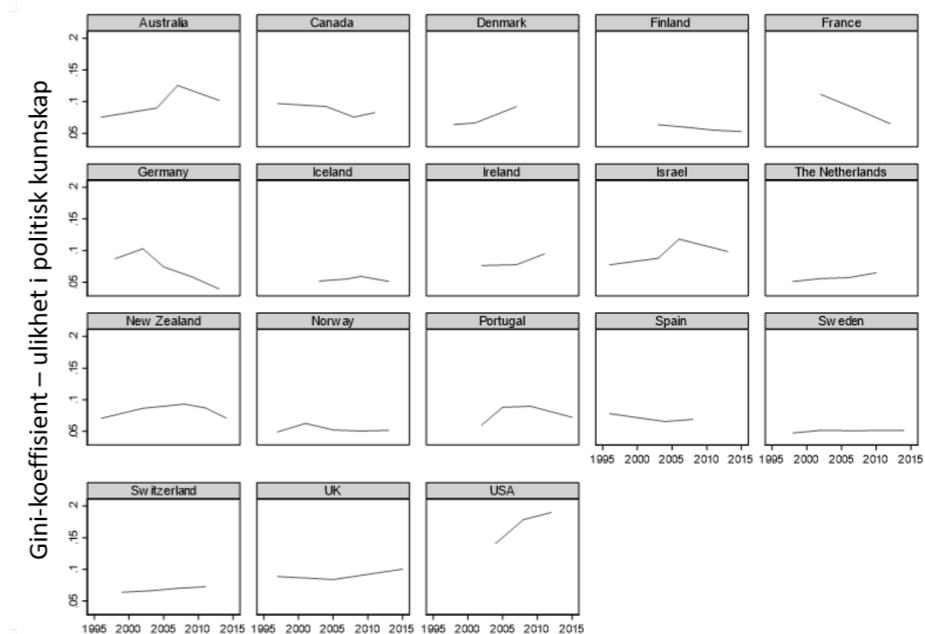 Gini-koeffisient – ulikhet i politisk kunnskap
Australia Canada Denmark Finland France
.2
.15
.1
.05
Germany Iceland Ireland Israel The Netherlands
.2
.15
.1
.05
New Zealand Norway Portugal Spain Sweden
.2
.15
.1
.05
1995 2000 2005 2010 2015 1995 2000 2005 2010 2015
Switzerland UK USA
.2
.15
.1
.05
1995 2000 2005 2010 2015 1995 2000 2005 2010 2015 1995 2000 2005 2010 2015